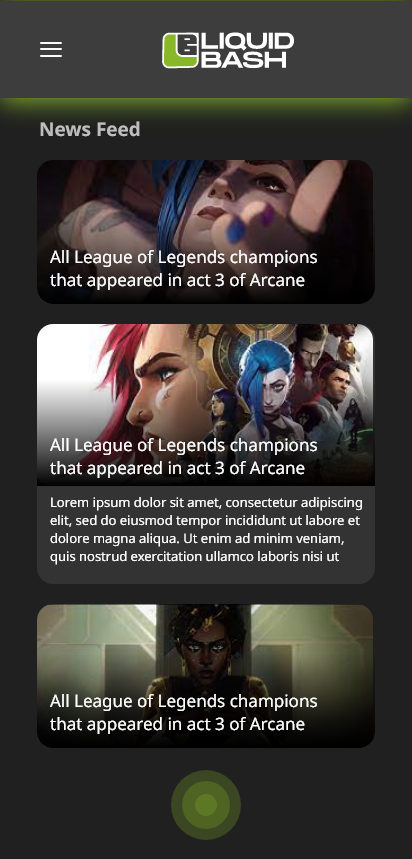 LIQUID
BASH
News Feed
All League of Legends champions
that appeared in act 3 of Arcane
All League of Legends champions
that appeared in act 3 of Arcane
Lorem ipsum dolor sit amet, consectetur adipiscing
elit, sed do eiusmod tempor incididunt ut labore et
dolore magna aliqua. Ut enim ad minim veniam,
quis nostrud exercitation ullamco laboris nisi ut
All League of Legends champions
that appeared in act 3 of Arcane